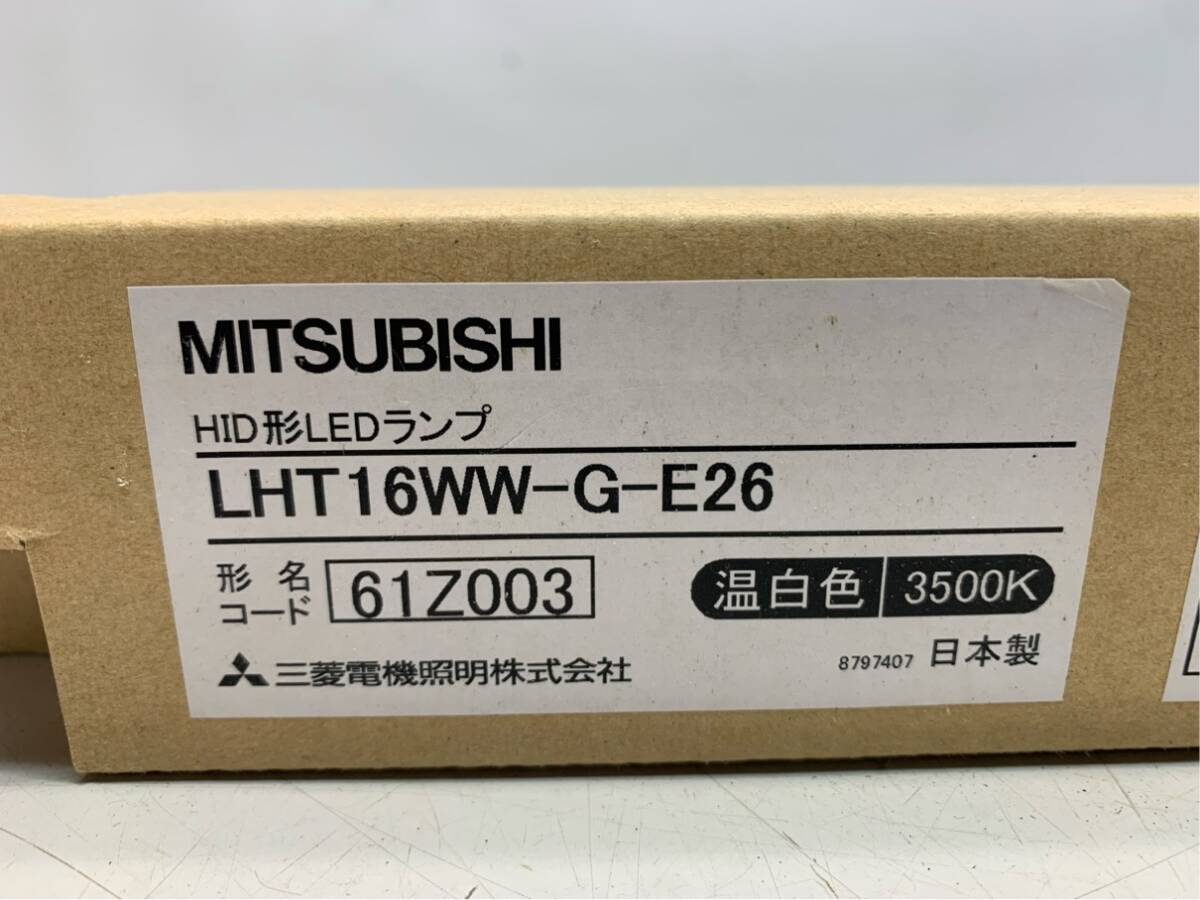 MITSUBISHI
HID形LEDランプ
LHT16WW-G-E26
形名コード 61Z003 温白色 3500K
三菱電機照明株式会社 8797407 日本製